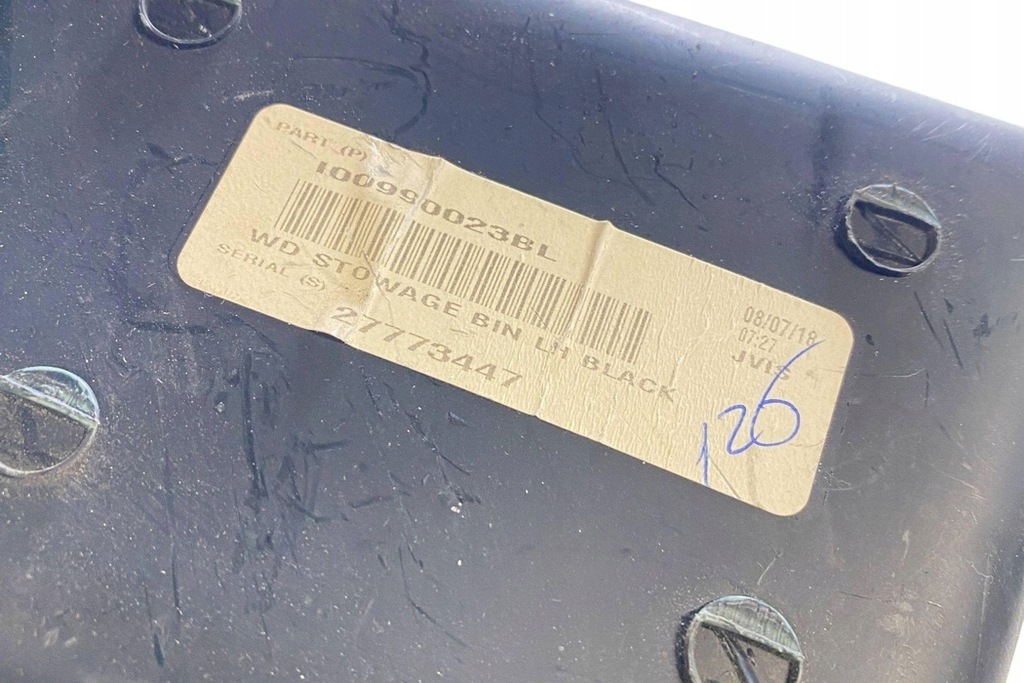 PART (P)
I00990023BL
WD STOWAGE BIN LH BLACK
SERIAL (S)
27773447
08/07/18
07:27
JVIS
126